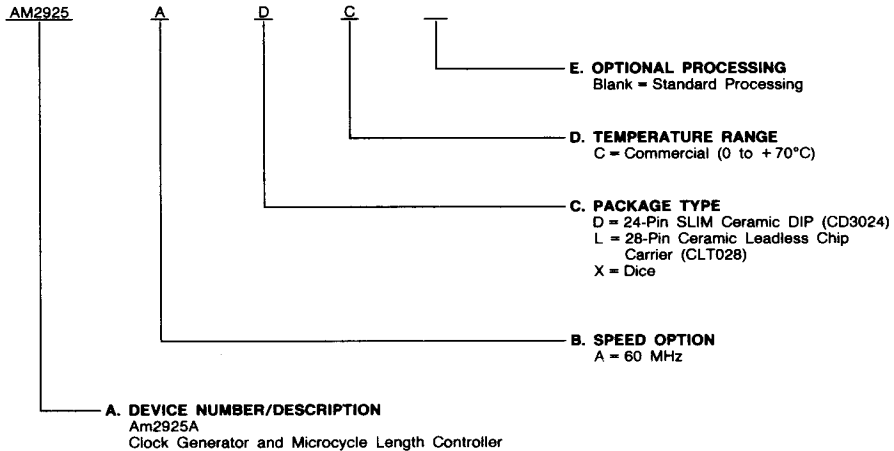 AM2925 A D C
E. OPTIONAL PROCESSING
Blank = Standard Processing
D. TEMPERATURE RANGE
C = Commercial (0 to +70°C)
C. PACKAGE TYPE
D = 24-Pin SLIM Ceramic DIP (CD3024)
L = 28-Pin Ceramic Leadless Chip
Carrier (CLT028)
X = Dice
B. SPEED OPTION
A = 60 MHz
A. DEVICE NUMBER/DESCRIPTION
Am2925A
Clock Generator and Microcycle Length Controller